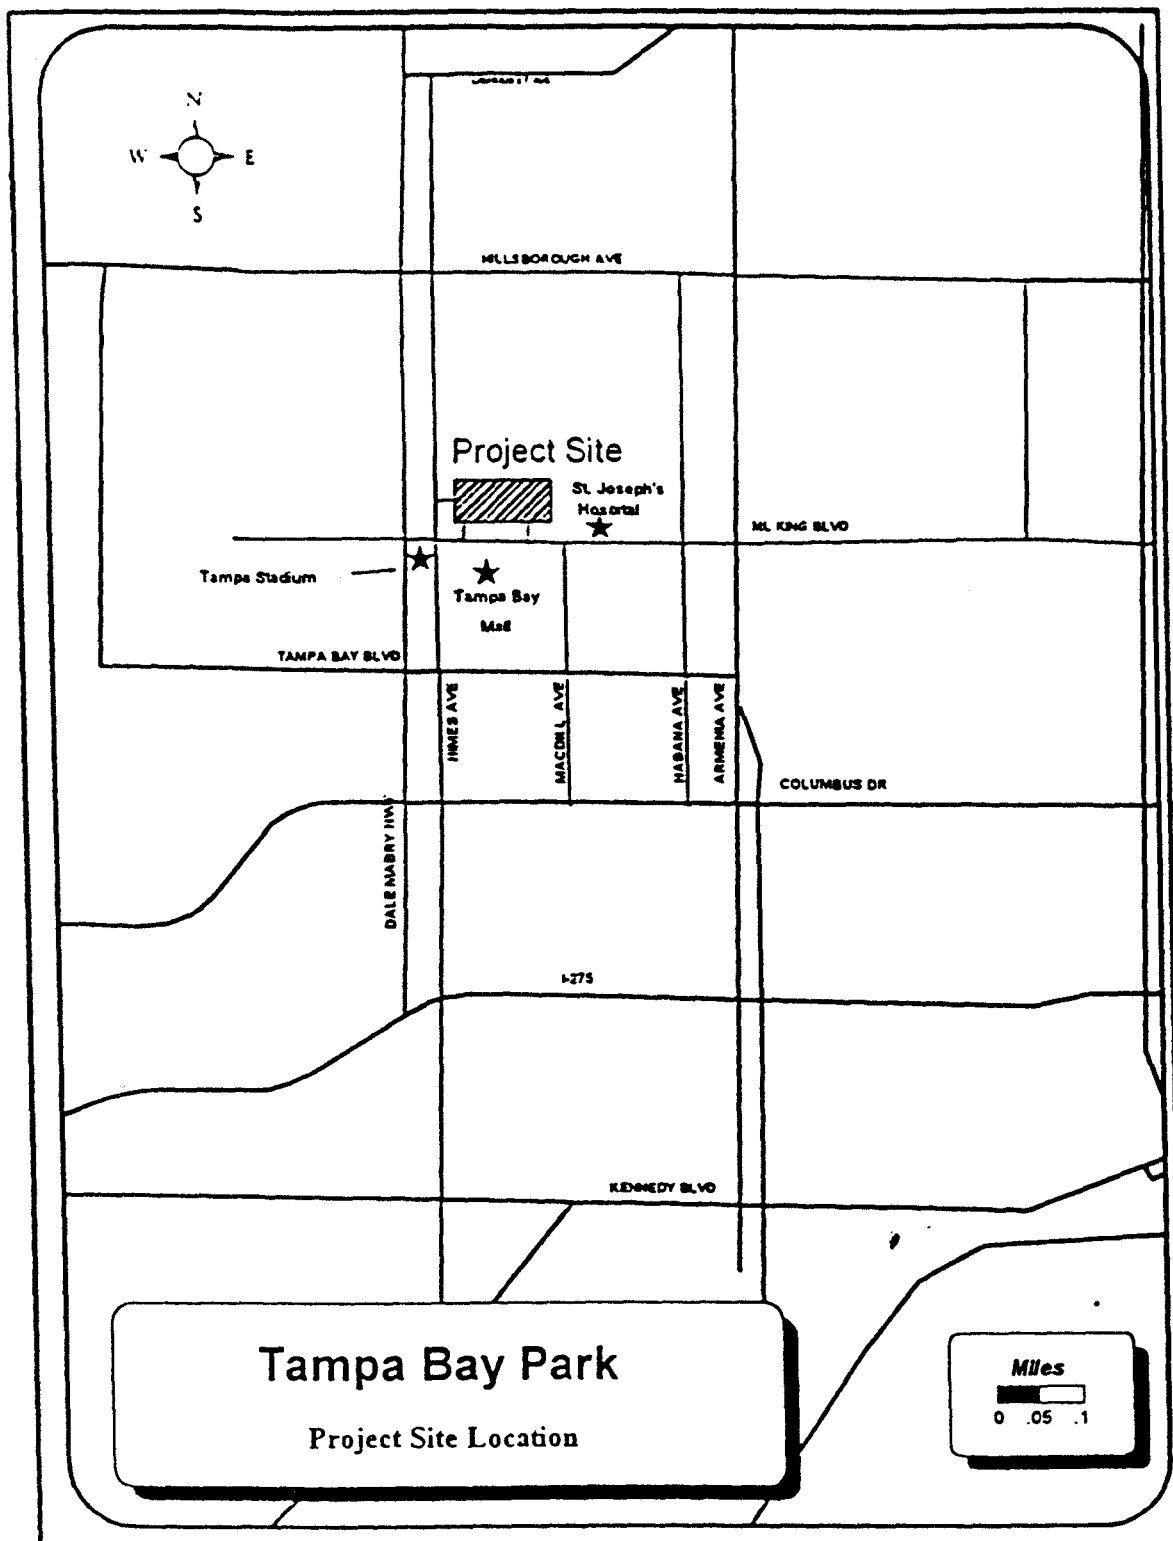 N
W E
S
HILLSBOROUGH AVE
Project Site
St. Joseph's
Hospital
ML KING BLVD
Tampa Stadium
Tampa Bay
Mall
TAMPA BAY BLVD
HIMES AVE
MACDILL AVE
HABANA AVE
ARMENIA AVE
COLUMBUS DR
DALE MABRY HWY
I-275
KENNEDY BLVD
Tampa Bay Park
Project Site Location
Miles
0 .05 .1